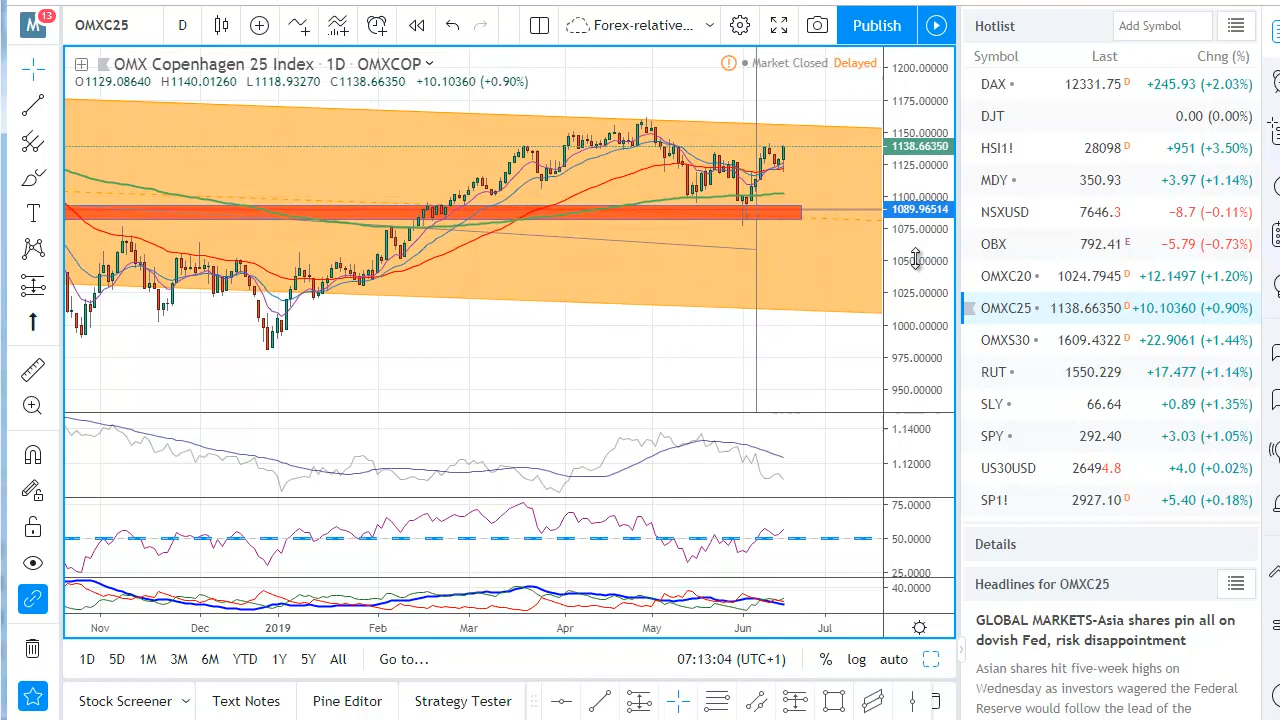 M 13 OMXC25 D Forex-relative... Publish
OMX Copenhagen 25 Index · 1D · OMXCOP Market Closed Delayed
O1129.08640 H1140.01260 L1118.93270 C1138.66350 +10.10360 (+0.90%)
1200.00000
1175.00000
1150.00000
1138.66350
1125.00000
1100.00000
1089.96514
1075.00000
1050.00000
1025.00000
1000.00000
975.00000
950.00000
1.14000
1.12000
75.0000
50.0000
25.0000
40.0000
Nov Dec 2019 Feb Mar Apr May Jun Jul
1D 5D 1M 3M 6M YTD 1Y 5Y All Go to... 07:13:04 (UTC+1) % log auto
Stock Screener Text Notes Pine Editor Strategy Tester
Hotlist Add Symbol
Symbol Last Chng (%)
DAX 12331.75 D +245.93 (+2.03%)
DJT 0.00 (0.00%)
HSI1! 28098 D +951 (+3.50%)
MDY 350.93 +3.97 (+1.14%)
NSXUSD 7646.3 −8.7 (−0.11%)
OBX 792.41 E −5.79 (−0.73%)
OMXC20 1024.7945 D +12.1497 (+1.20%)
OMXC25 1138.66350 D +10.10360 (+0.90%)
OMXS30 1609.4322 D +22.9061 (+1.44%)
RUT 1550.229 +17.477 (+1.14%)
SLY 66.64 +0.89 (+1.35%)
SPY 292.40 +3.03 (+1.05%)
US30USD 26494.8 +4.0 (+0.02%)
SP1! 2927.10 D +5.40 (+0.18%)
Details
Headlines for OMXC25
GLOBAL MARKETS-Asia shares pin all on
dovish Fed, risk disappointment
Asian shares hit five-week highs on
Wednesday as investors wagered the Federal
Reserve would follow the lead of the